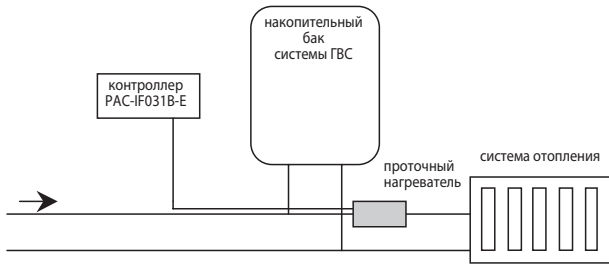 накопительный
бак
системы ГВС
контроллер
PAC-IF031B-E
проточный
нагреватель
система отопления